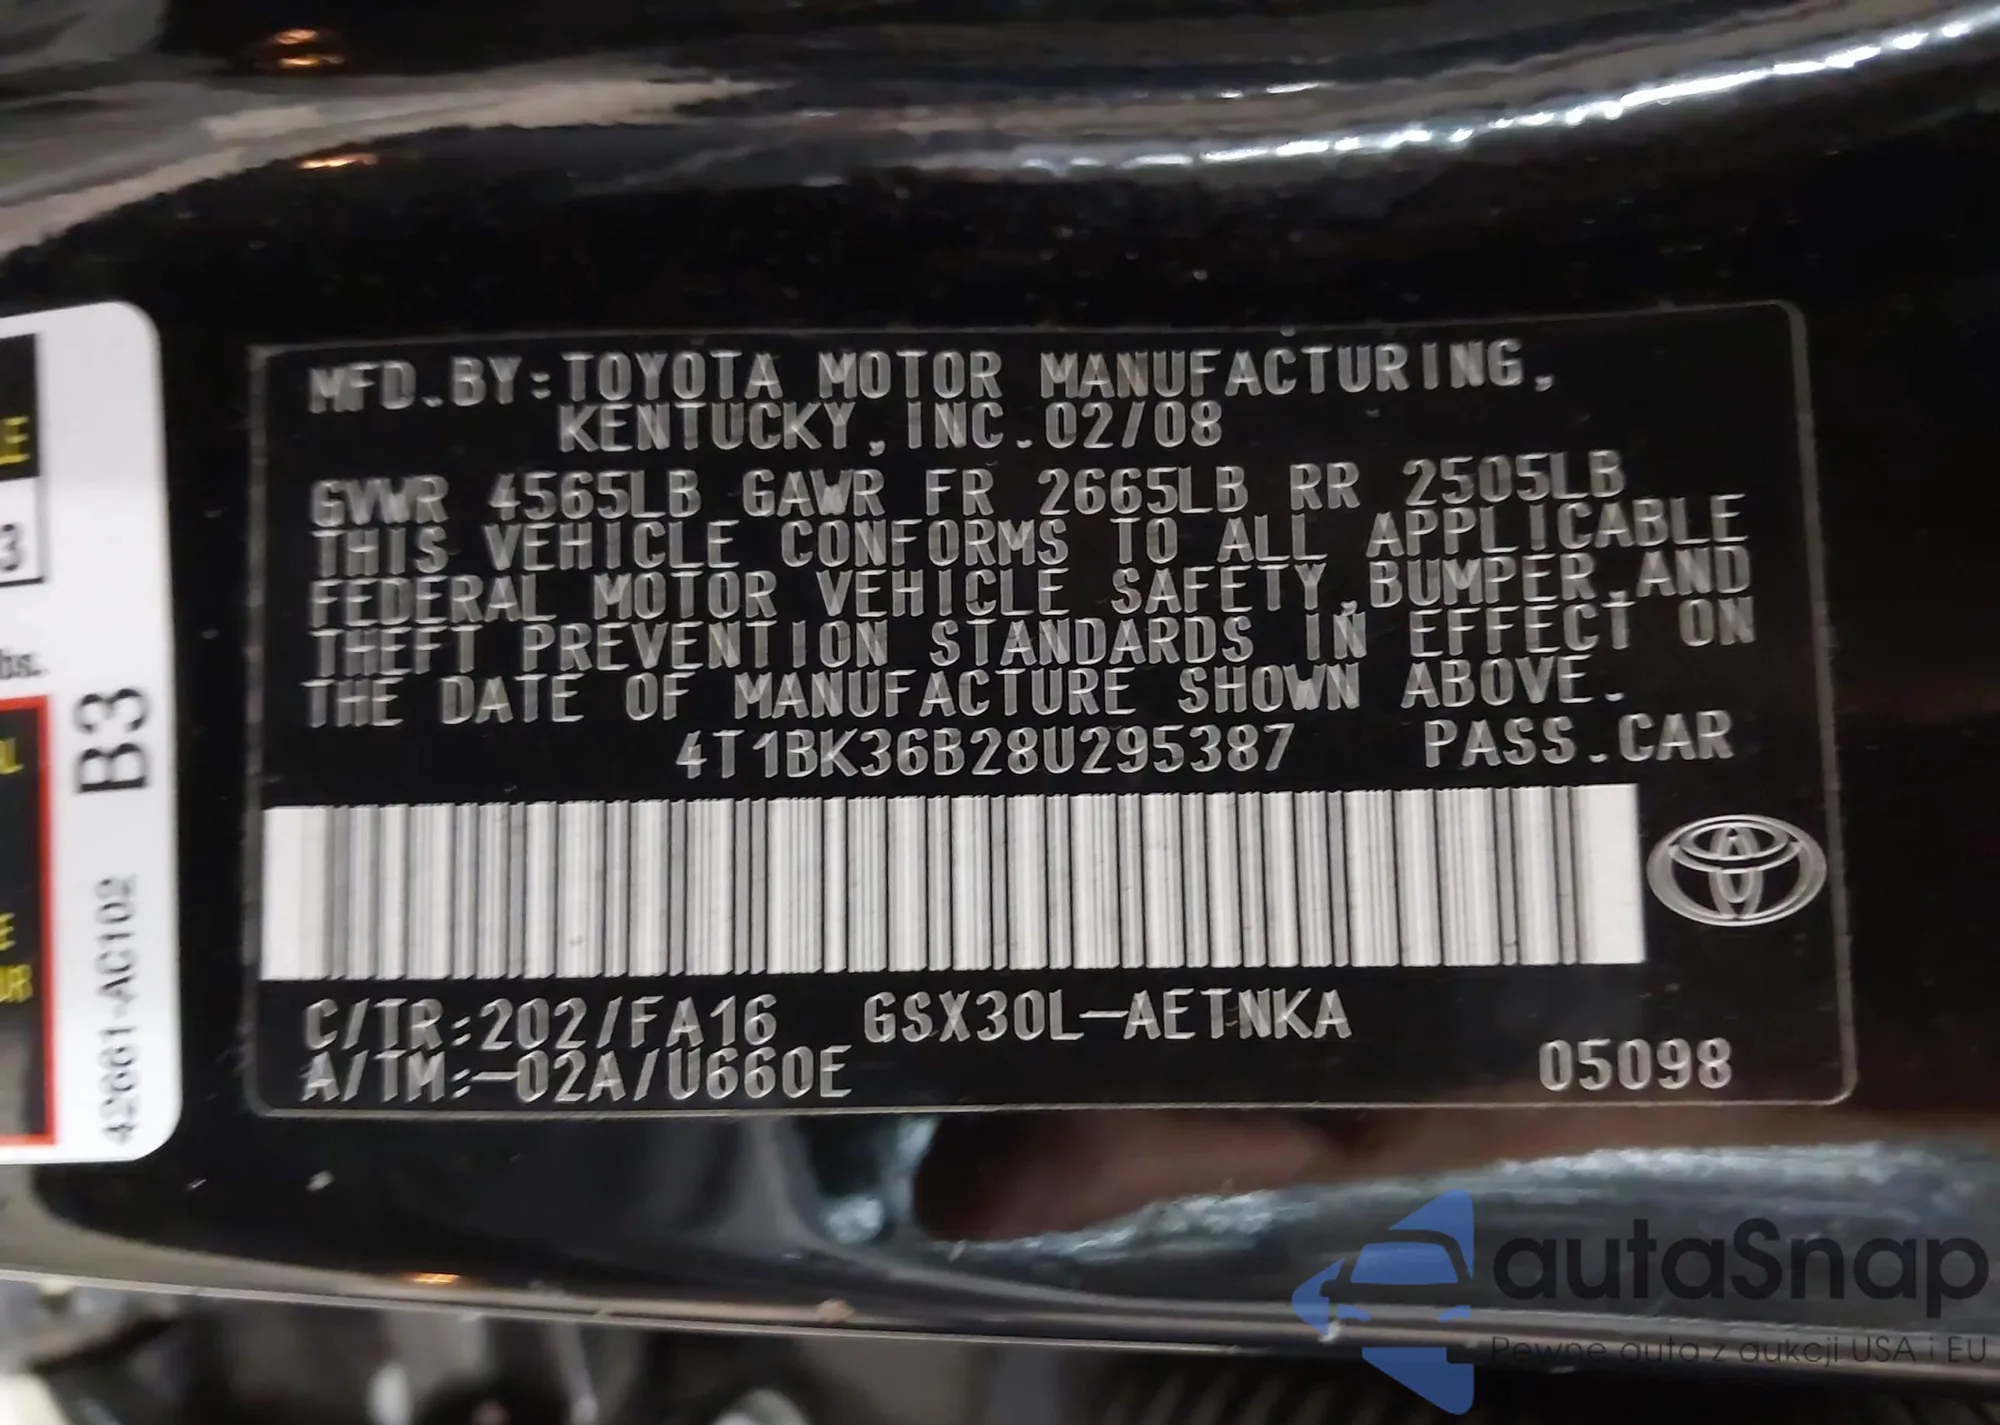 MFD.BY:TOYOTA MOTOR MANUFACTURING,
KENTUCKY,INC.02/08
GVWR 4565LB GAWR FR 2665LB RR 2505LB
THIS VEHICLE CONFORMS TO ALL APPLICABLE
FEDERAL MOTOR VEHICLE SAFETY,BUMPER,AND
THEFT PREVENTION STANDARDS IN EFFECT ON
THE DATE OF MANUFACTURE SHOWN ABOVE.
4T1BK36B28U295387 PASS.CAR
C/TR:202/FA16 GSX30L-AETNKA
A/TM:-02A/U660E
05098
B3
42661-AC102
3
bs.
autaSnap
Pewne auta z aukcji USA i EU